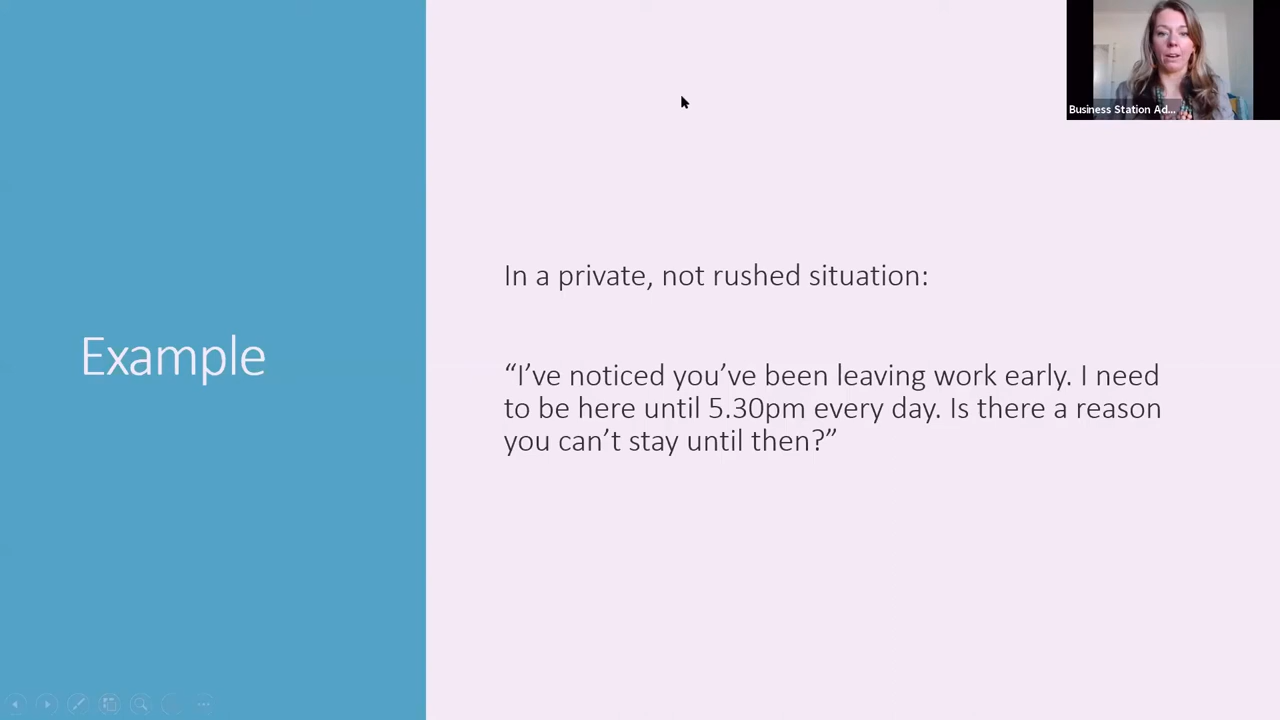 Business Station Ad...
In a private, not rushed situation:
Example
“I’ve noticed you’ve been leaving work early. I need
to be here until 5.30pm every day. Is there a reason
you can’t stay until then?”